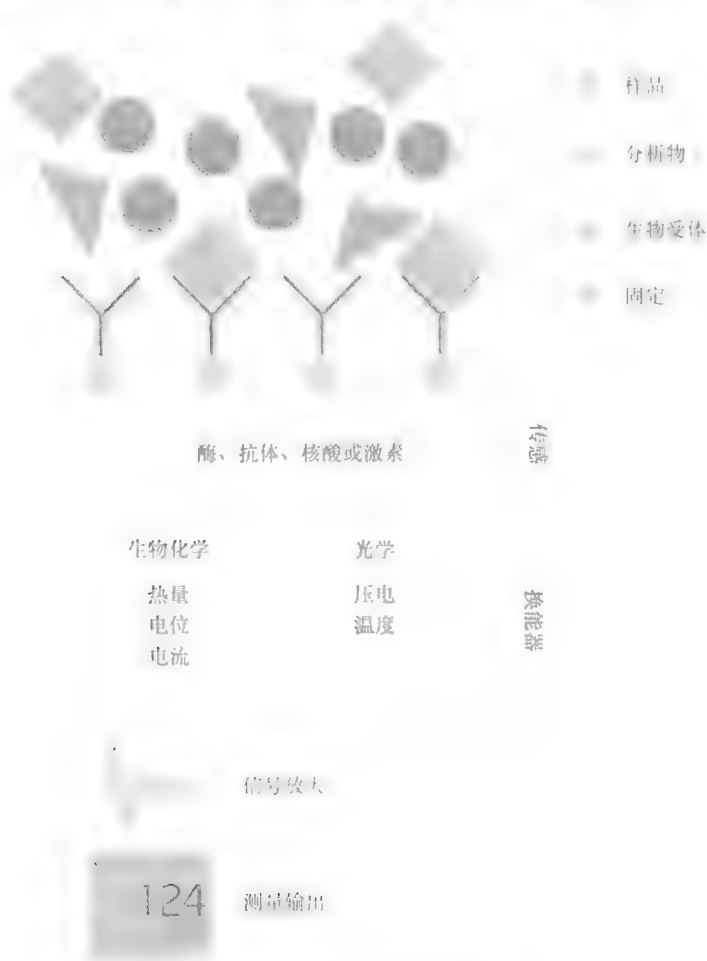 样品
分析物
生物受体
固定
酶、抗体、核酸或激素
传感
生物化学
光学
热量
压电
电位
温度
电流
换能器
信号放大
124
测量输出